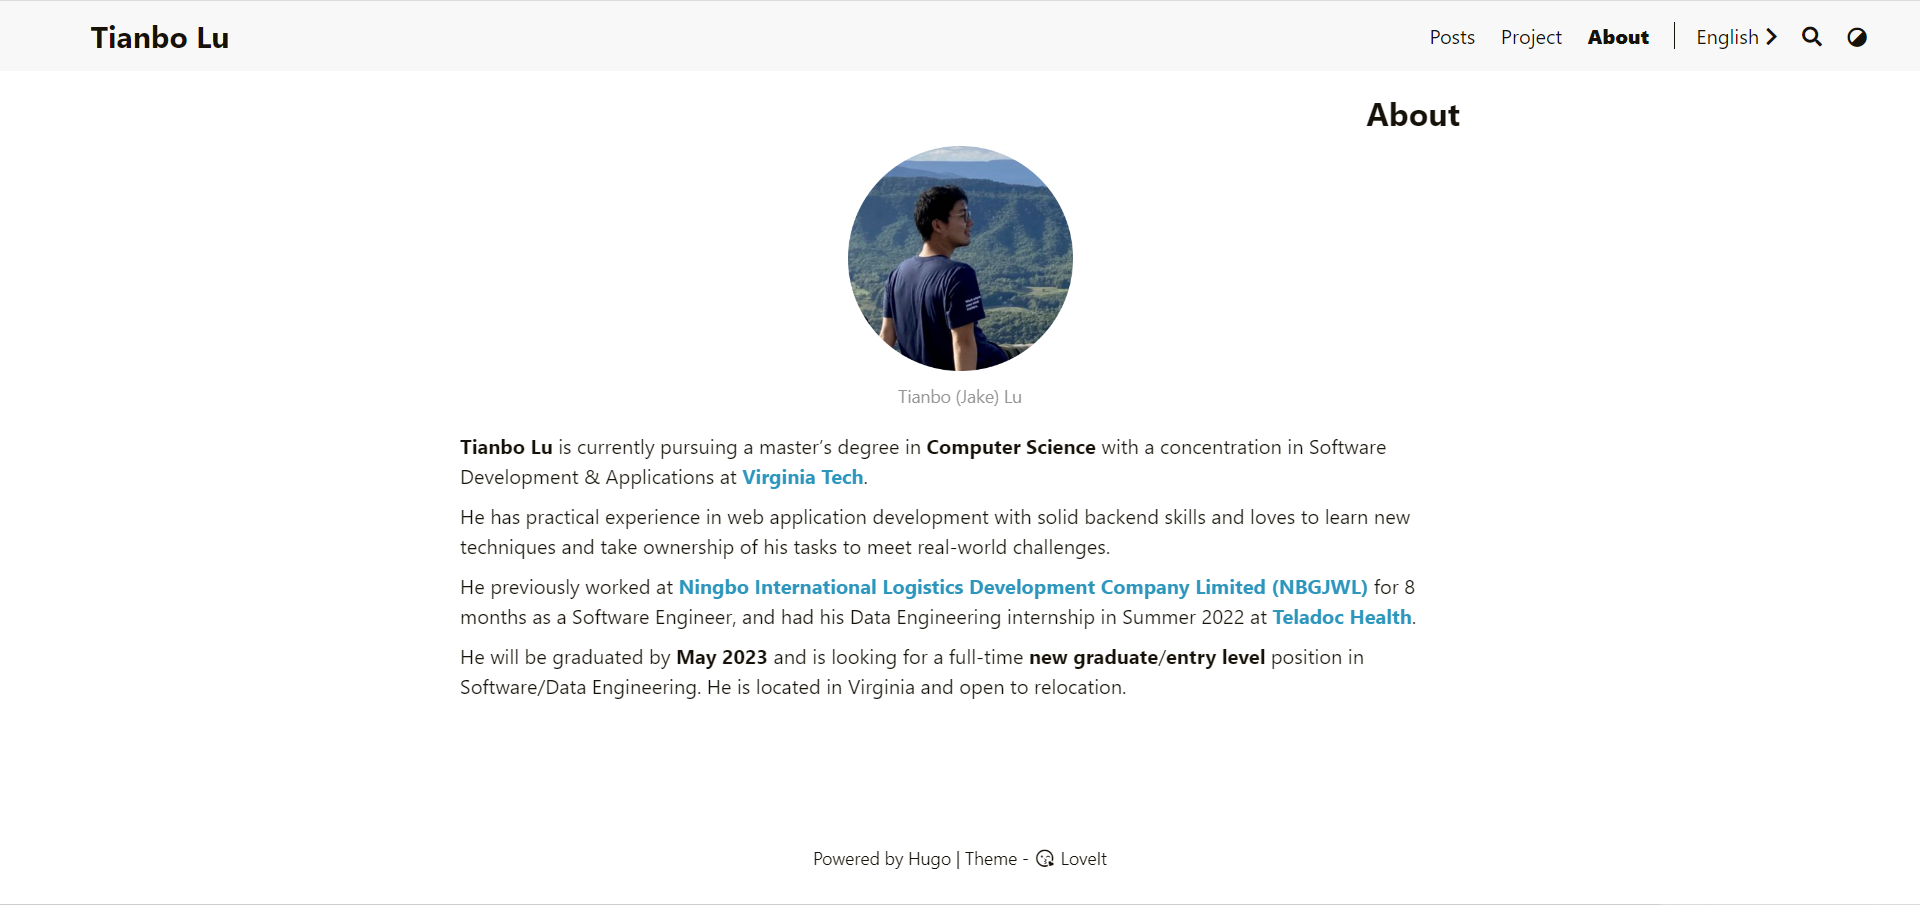 Tianbo Lu
Posts Project About English
About
Tianbo (Jake) Lu
Tianbo Lu is currently pursuing a master’s degree in Computer Science with a concentration in Software
Development & Applications at Virginia Tech.
He has practical experience in web application development with solid backend skills and loves to learn new
techniques and take ownership of his tasks to meet real-world challenges.
He previously worked at Ningbo International Logistics Development Company Limited (NBGJWL) for 8
months as a Software Engineer, and had his Data Engineering internship in Summer 2022 at Teladoc Health.
He will be graduated by May 2023 and is looking for a full-time new graduate/entry level position in
Software/Data Engineering. He is located in Virginia and open to relocation.
Powered by Hugo | Theme - LoveIt